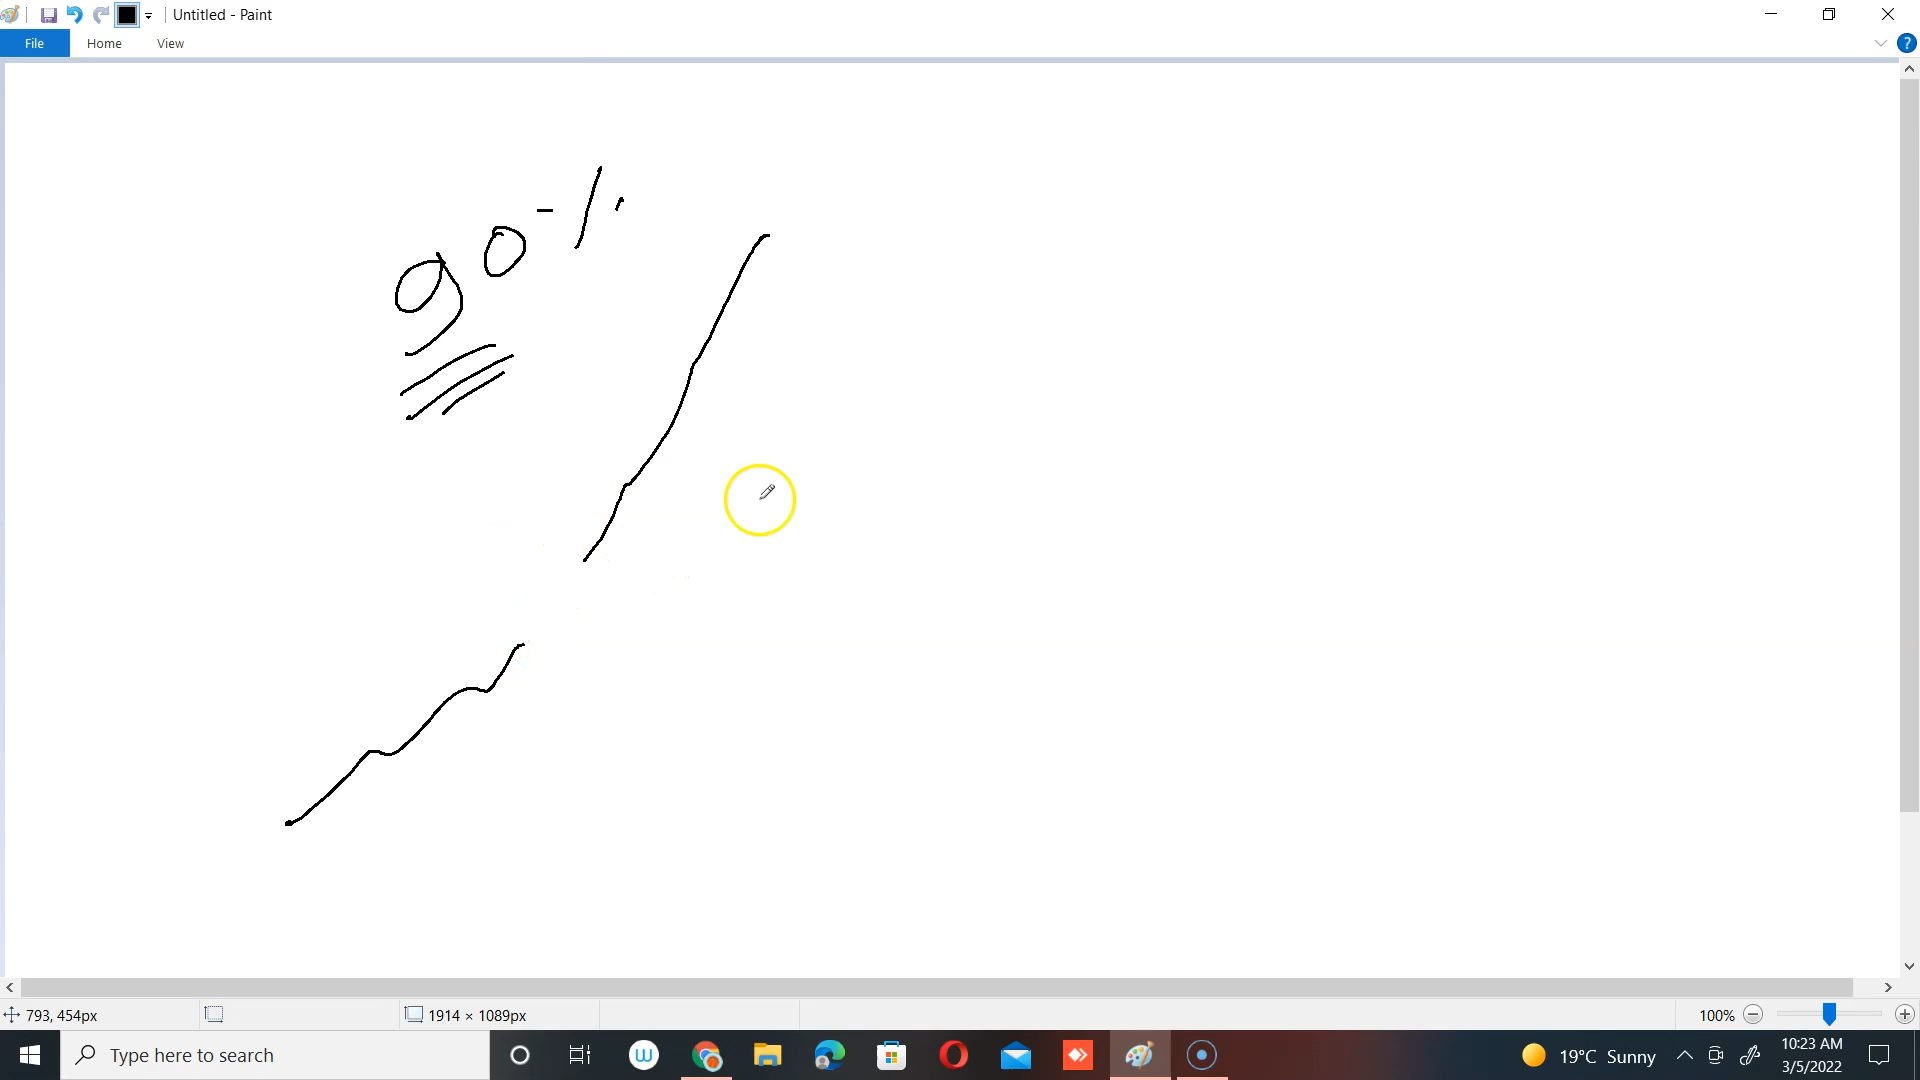 Untitled - Paint
File Home View
90%
793, 454px
1914 × 1089px
100%
Type here to search
19°C Sunny
10:23 AM
3/5/2022